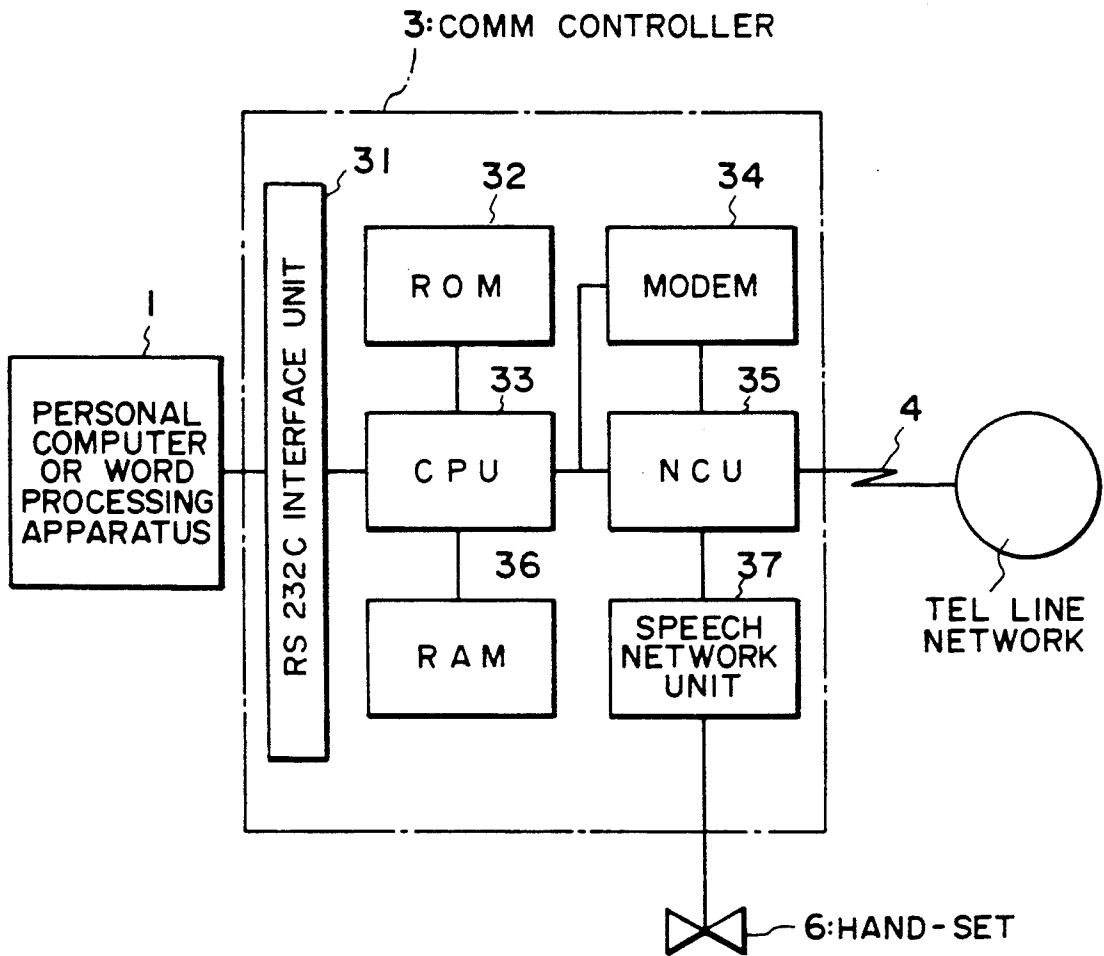 3:COMM CONTROLLER
31
32
34
ROM
MODEM
1
33
35
4
PERSONAL
COMPUTER
OR WORD
PROCESSING
APPARATUS
RS 232C INTERFACE UNIT
CPU
NCU
36
37
RAM
SPEECH
NETWORK
UNIT
TEL LINE
NETWORK
6:HAND-SET